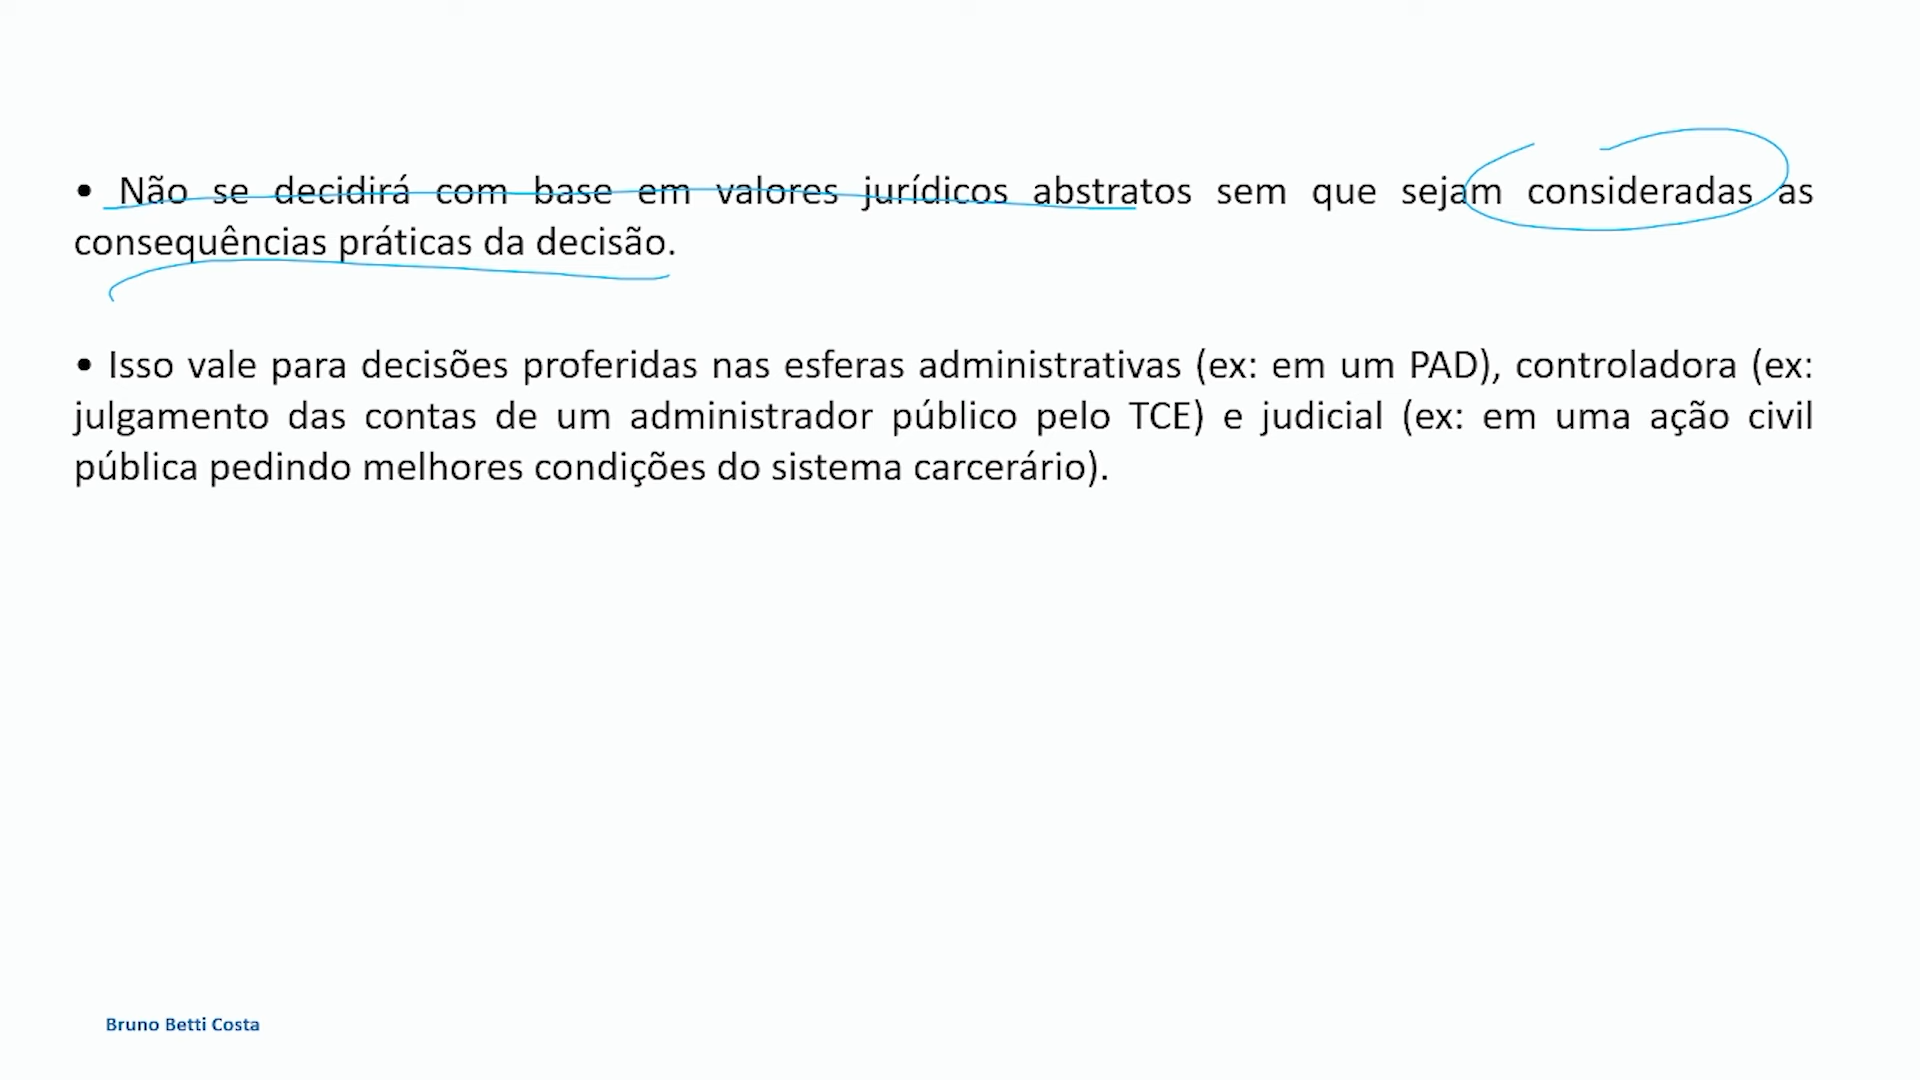 • Não se decidirá com base em valores jurídicos abstratos sem que sejam consideradas as
consequências práticas da decisão.
• Isso vale para decisões proferidas nas esferas administrativas (ex: em um PAD), controladora (ex:
julgamento das contas de um administrador público pelo TCE) e judicial (ex: em uma ação civil
pública pedindo melhores condições do sistema carcerário).
Bruno Betti Costa